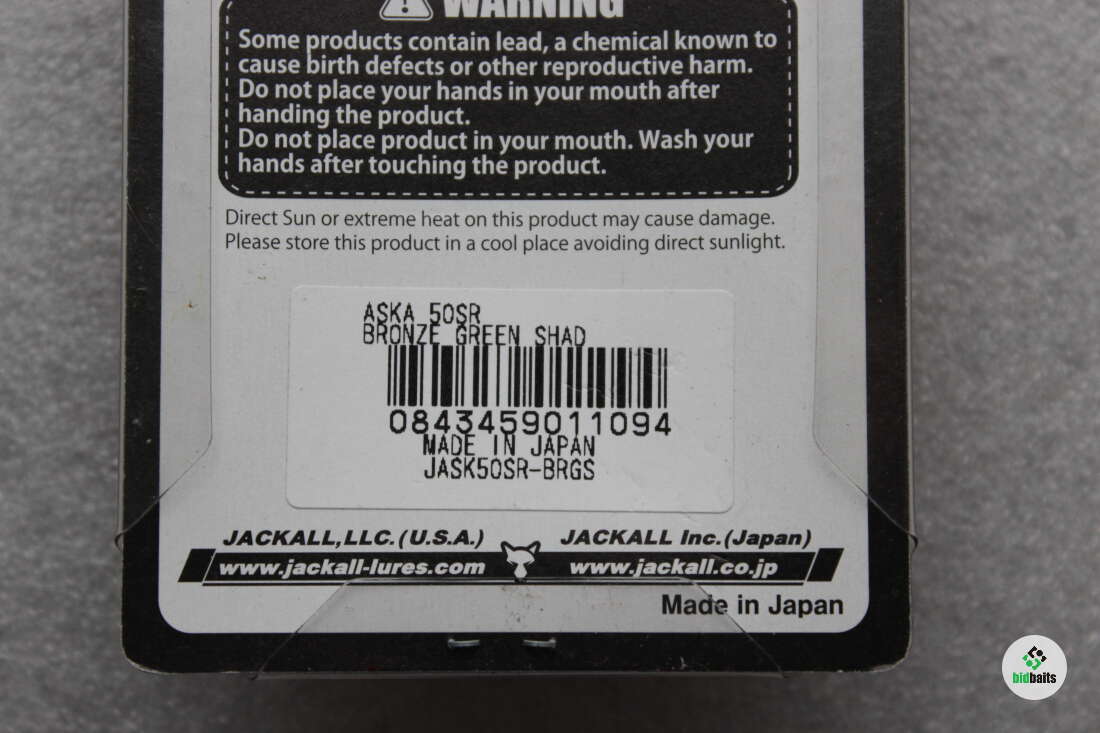 WARNING
Some products contain lead, a chemical known to
cause birth defects or other reproductive harm.
Do not place your hands in your mouth after
handing the product.
Do not place product in your mouth. Wash your
hands after touching the product.
Direct Sun or extreme heat on this product may cause damage.
Please store this product in a cool place avoiding direct sunlight.
ASKA 50SR
BRONZE GREEN SHAD
0843459011094
MADE IN JAPAN
JASK50SR-BRGS
JACKALL,LLC.(U.S.A.) JACKALL Inc.(Japan)
www.jackall-lures.com www.jackall.co.jp
Made in Japan
bidbaits